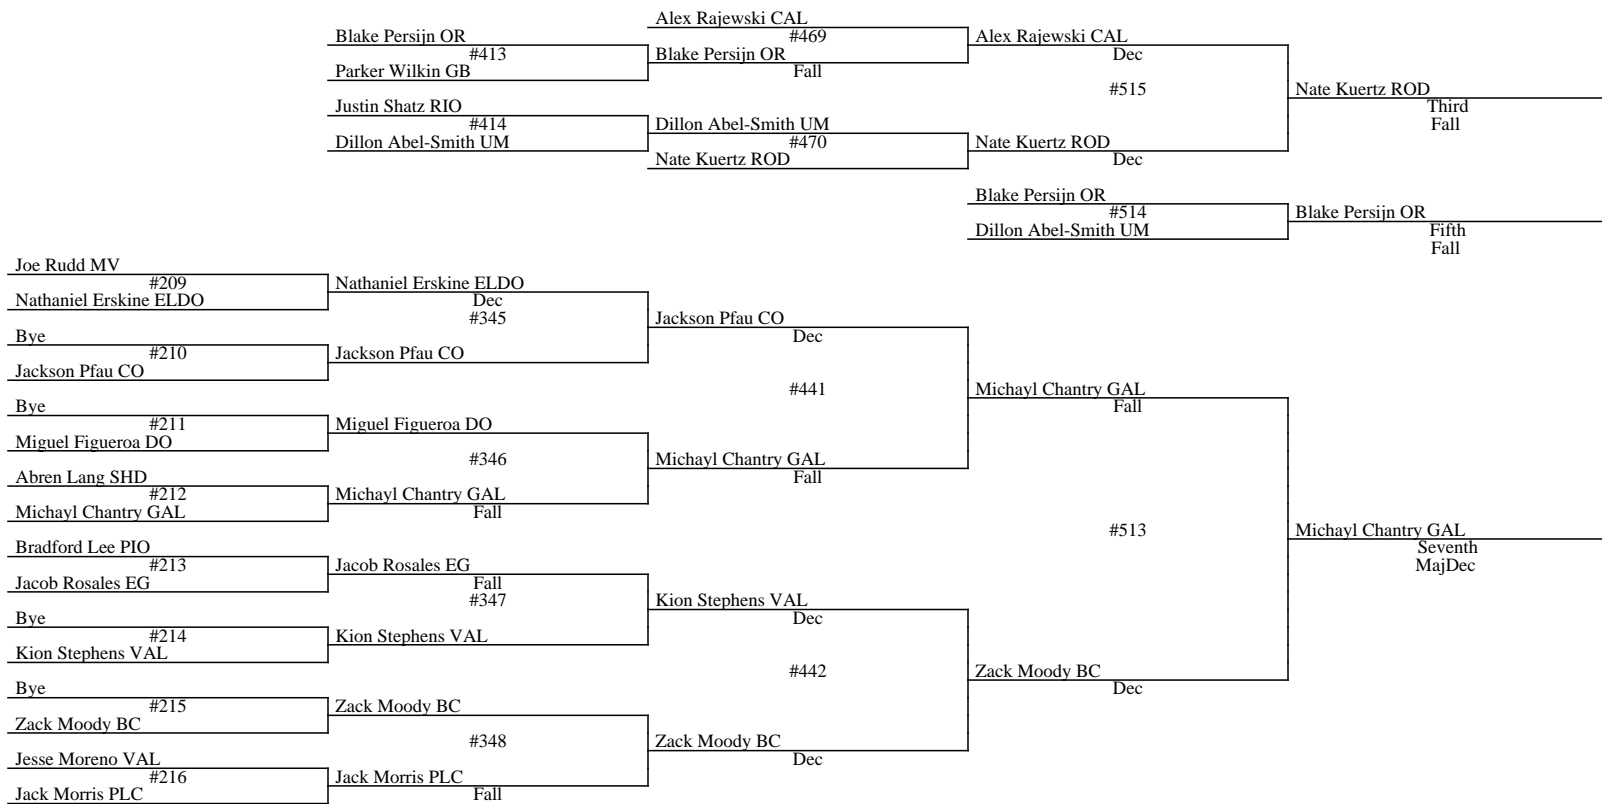 Alex Rajewski CAL
Blake Persijn OR
#469
Alex Rajewski CAL
#413
Blake Persijn OR
Dec
Parker Wilkin GB
Fall
#515
Nate Kuertz ROD
Justin Shatz RIO
Third
#414
Dillon Abel-Smith UM
Fall
Dillon Abel-Smith UM
#470
Nate Kuertz ROD
Nate Kuertz ROD
Dec
Blake Persijn OR
#514
Blake Persijn OR
Dillon Abel-Smith UM
Fifth
Fall
Joe Rudd MV
#209
Nathaniel Erskine ELDO
Nathaniel Erskine ELDO
Dec
#345
Jackson Pfau CO
Bye
Dec
#210
Jackson Pfau CO
Jackson Pfau CO
#441
Michayl Chantry GAL
Bye
Fall
#211
Miguel Figueroa DO
Miguel Figueroa DO
#346
Michayl Chantry GAL
Abren Lang SHD
Fall
#212
Michayl Chantry GAL
Michayl Chantry GAL
Fall
#513
Michayl Chantry GAL
Bradford Lee PIO
Seventh
#213
Jacob Rosales EG
MajDec
Jacob Rosales EG
Fall
#347
Kion Stephens VAL
Bye
Dec
#214
Kion Stephens VAL
Kion Stephens VAL
#442
Zack Moody BC
Bye
Dec
#215
Zack Moody BC
Zack Moody BC
#348
Zack Moody BC
Jesse Moreno VAL
Dec
#216
Jack Morris PLC
Jack Morris PLC
Fall